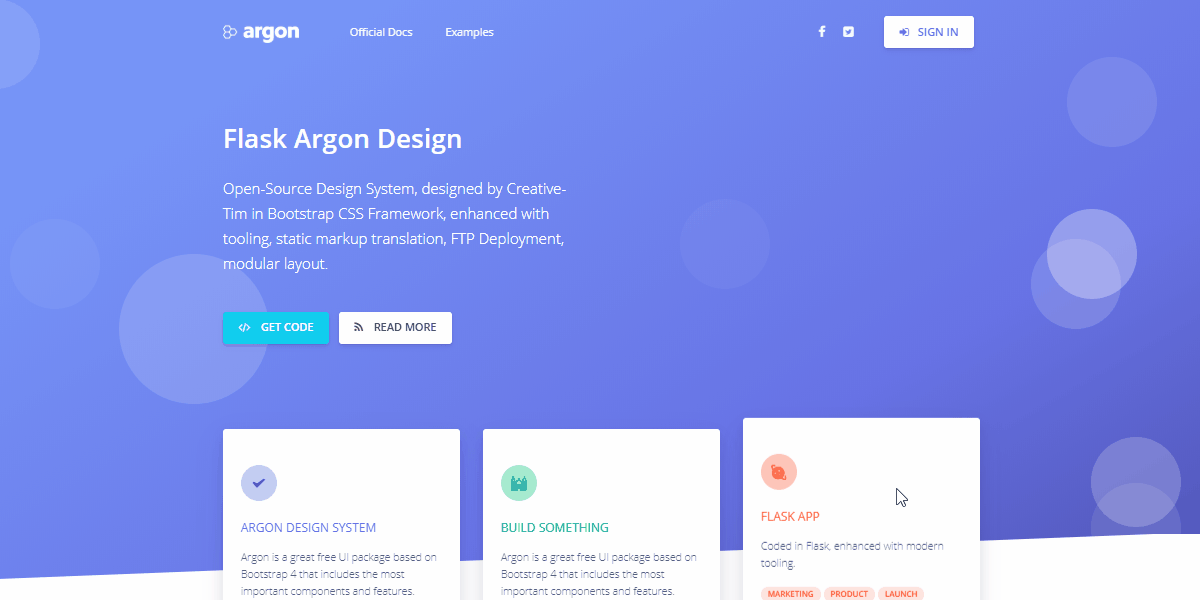 argon
Official Docs
Examples
SIGN IN
Flask Argon Design
Open-Source Design System, designed by Creative-
Tim in Bootstrap CSS Framework, enhanced with
tooling, static markup translation, FTP Deployment,
modular layout.
GET CODE
READ MORE
ARGON DESIGN SYSTEM
Argon is a great free UI package based on
Bootstrap 4 that includes the most
important components and features.
BUILD SOMETHING
Argon is a great free UI package based on
Bootstrap 4 that includes the most
important components and features.
FLASK APP
Coded in Flask, enhanced with modern
tooling.
MARKETING PRODUCT LAUNCH